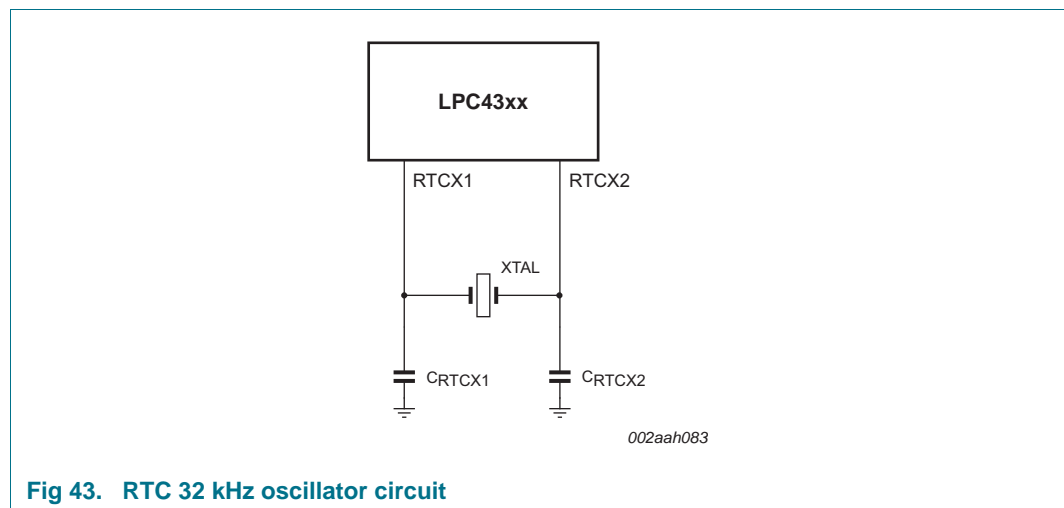 LPC43xx
RTCX1 RTCX2
XTAL
CRTCX1 CRTCX2
002aah083
Fig 43. RTC 32 kHz oscillator circuit